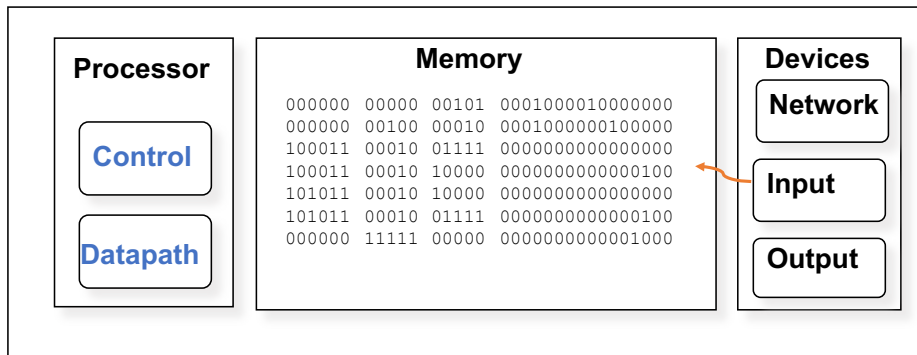 Processor
Control
Datapath
Memory
000000 00000 00101 0001000010000000
000000 00100 00010 0001000000100000
100011 00010 01111 0000000000000000
100011 00010 10000 0000000000000100
101011 00010 10000 0000000000000000
101011 00010 01111 0000000000000100
000000 11111 00000 0000000000001000
Devices
Network
Input
Output